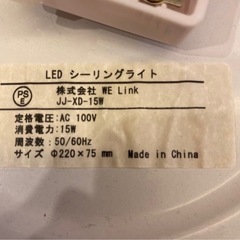 LED シーリングライト
PSE
株式会社 WE Link
JJ-XD-15W
定格電圧:AC 100V
消費電力:15W
周波数:50/60Hz
サイズ Φ220×75 mm Made in China